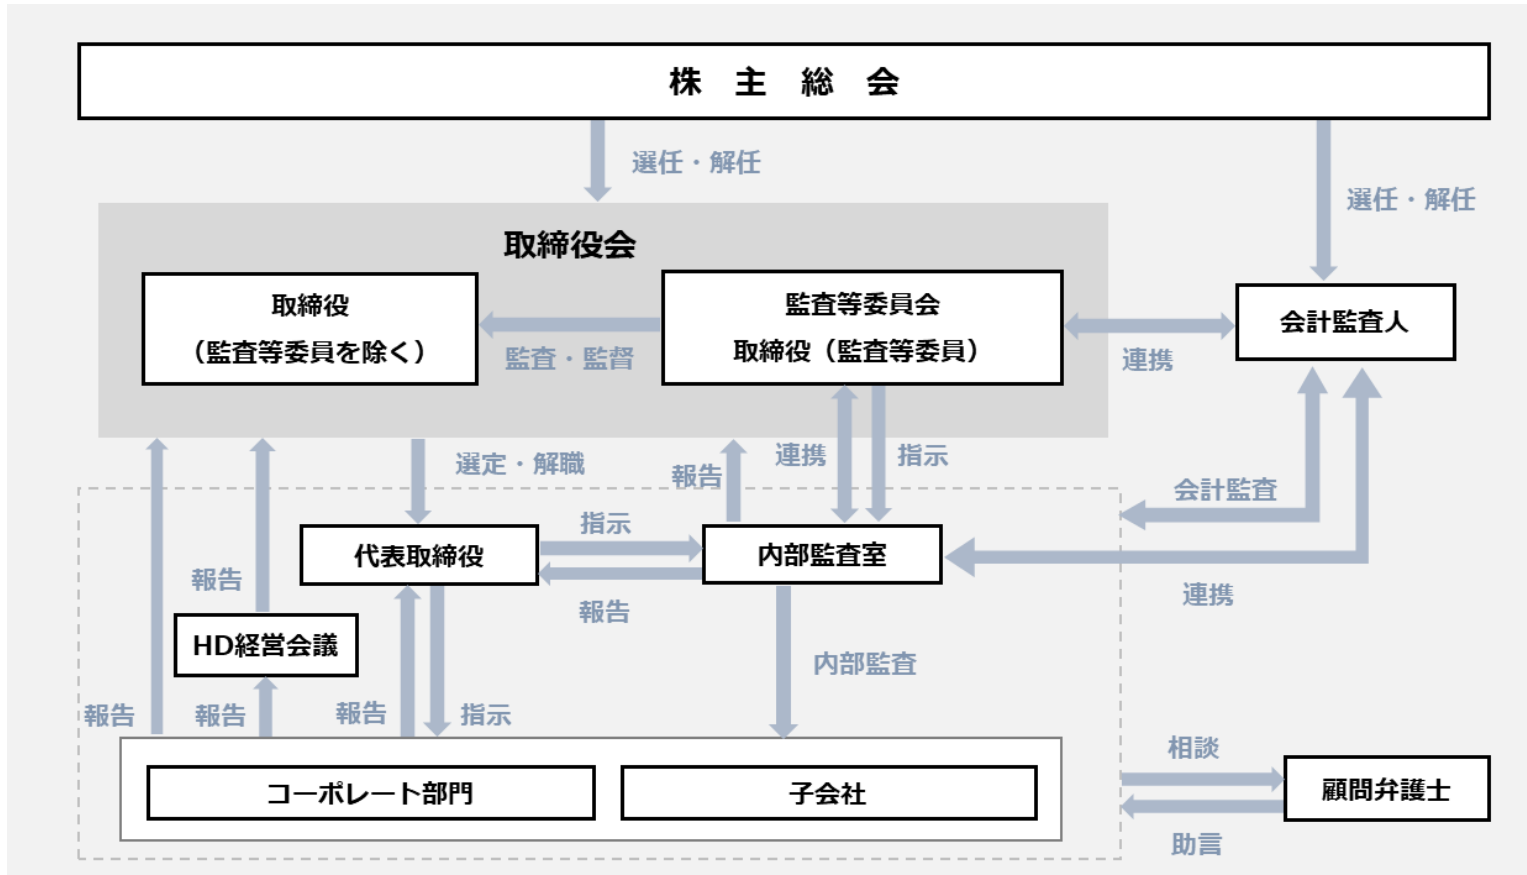 株 主 総 会
選任・解任
選任・解任
取締役会
取締役
（監査等委員を除く）
監査・監督
監査等委員会
取締役（監査等委員）
連携
会計監査人
選定・解職
報告
連携
指示
会計監査
代表取締役
指示
報告
内部監査室
連携
報告
HD経営会議
内部監査
報告
報告
報告
指示
コーポレート部門
子会社
相談
顧問弁護士
助言